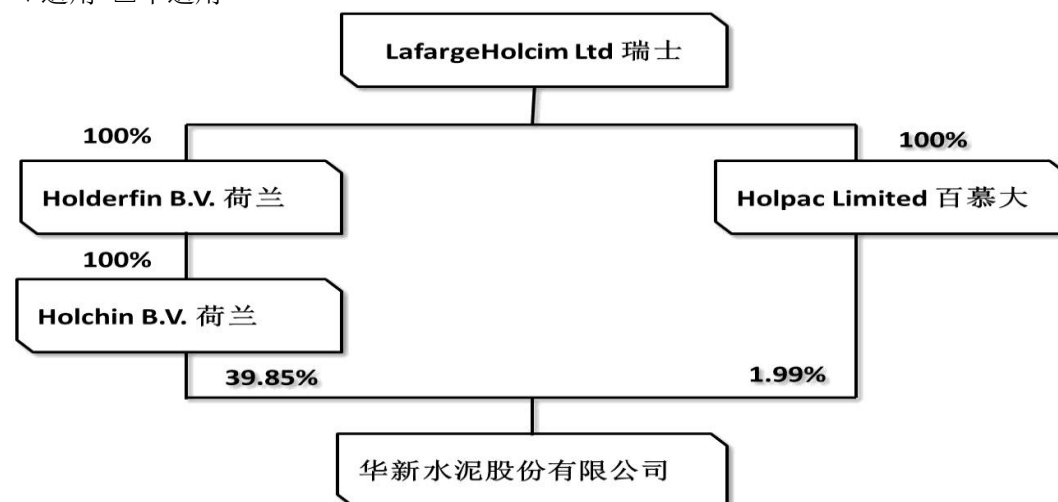 LafargeHolcim Ltd 瑞士
100%
100%
Holderfin B.V. 荷兰
Holpac Limited 百慕大
100%
Holchin B.V. 荷兰
39.85%
1.99%
华新水泥股份有限公司